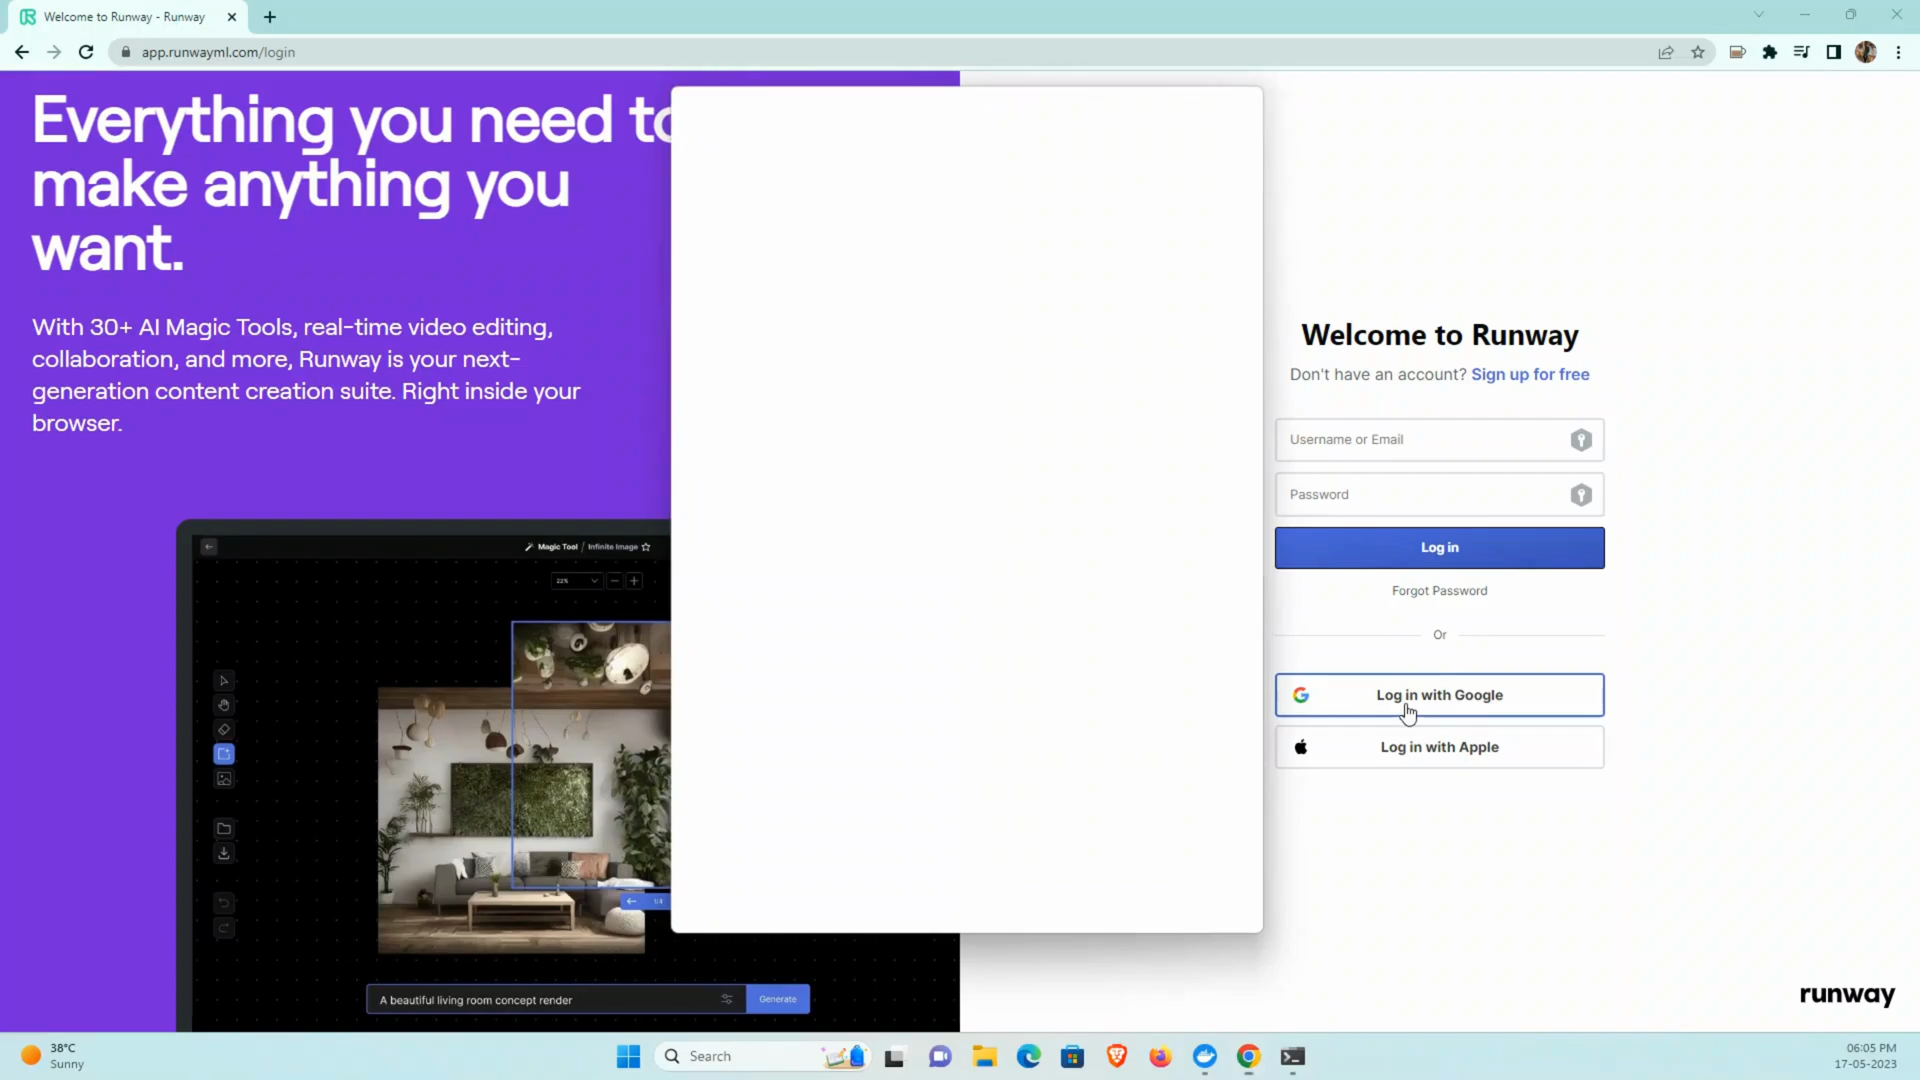 Welcome to Runway - Runway
app.runwayml.com/login
Everything you need to
make anything you
want.
With 30+ AI Magic Tools, real-time video editing,
collaboration, and more, Runway is your next-
generation content creation suite. Right inside your
browser.
Magic Tool / Infinite Image
22%
1/4
A beautiful living room concept render
Generate
Welcome to Runway
Don't have an account? Sign up for free
Username or Email
Password
Log in
Forgot Password
Or
Log in with Google
Log in with Apple
runway
38°C
Sunny
Search
06:05 PM
17-05-2023